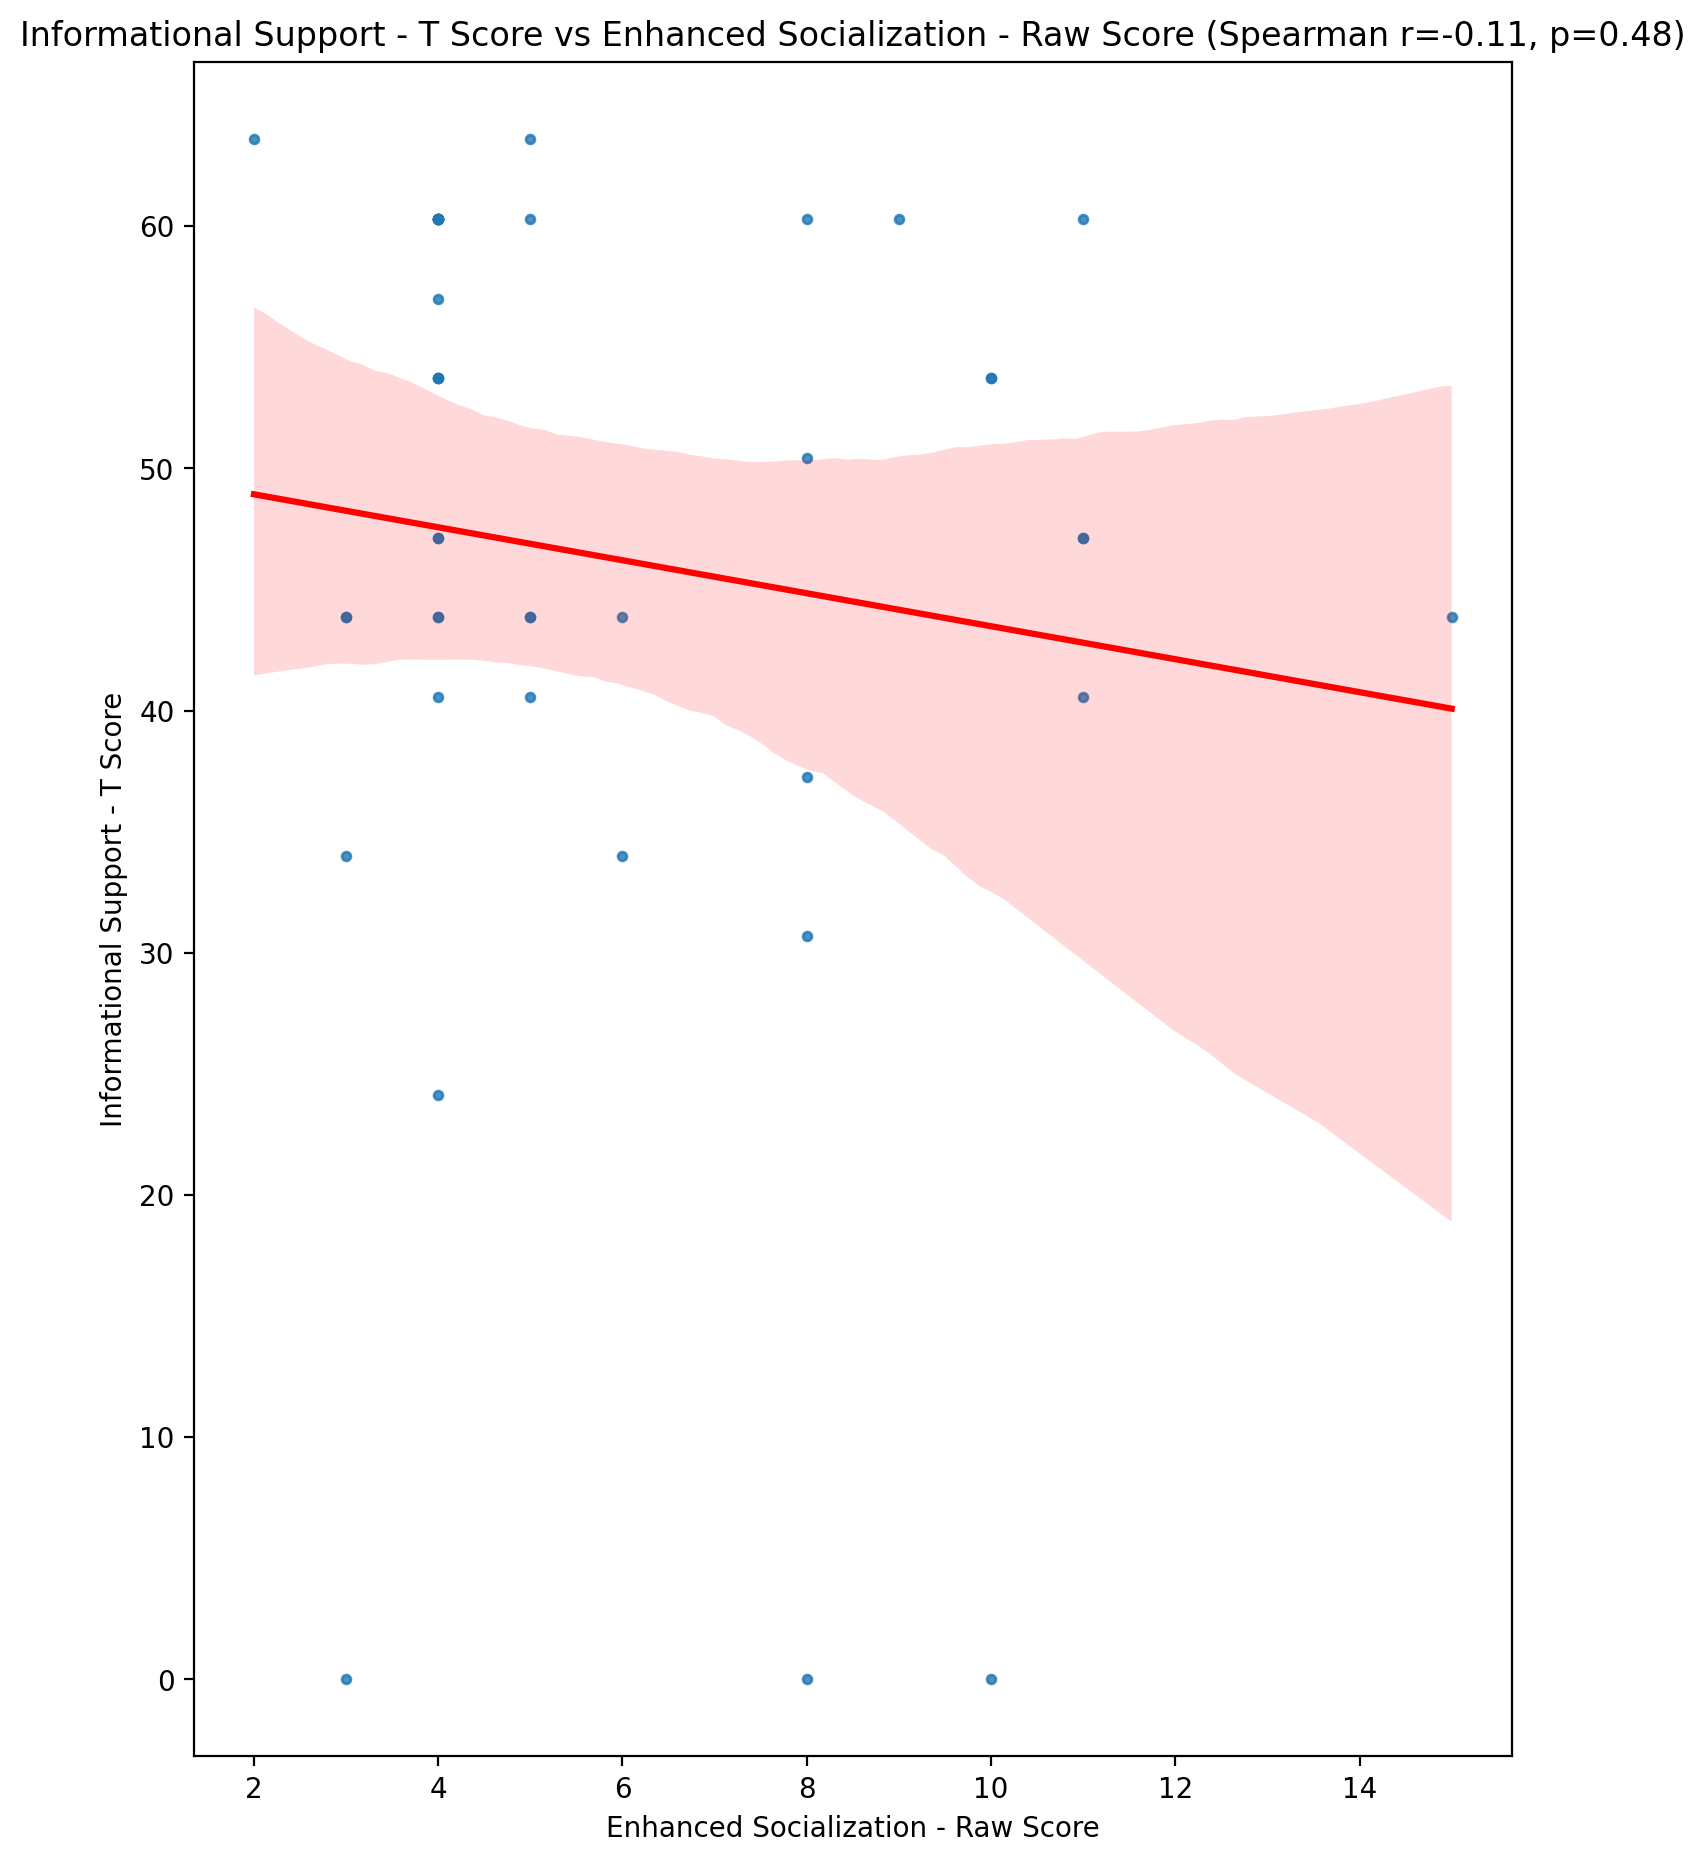 Informational Support - T Score vs Enhanced Socialization - Raw Score (Spearman r=-0.11, p=0.48)
Informational Support - T Score
60
50
40
30
20
10
0
2 4 6 8 10 12 14
Enhanced Socialization - Raw Score